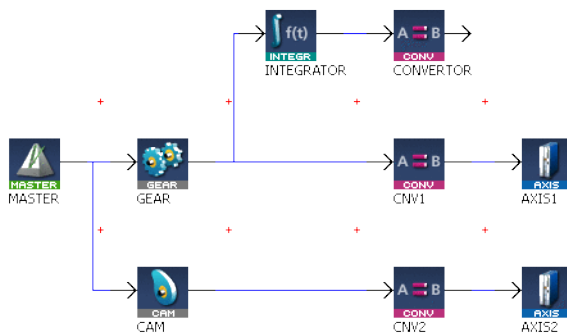 f(t)
A B
INTEGR
CONV
INTEGRATOR
CONVERTOR
A B
MASTER
GEAR
CONV
AXIS
MASTER
GEAR
CNV1
AXIS1
A B
CAM
CONV
AXIS
CAM
CNV2
AXIS2